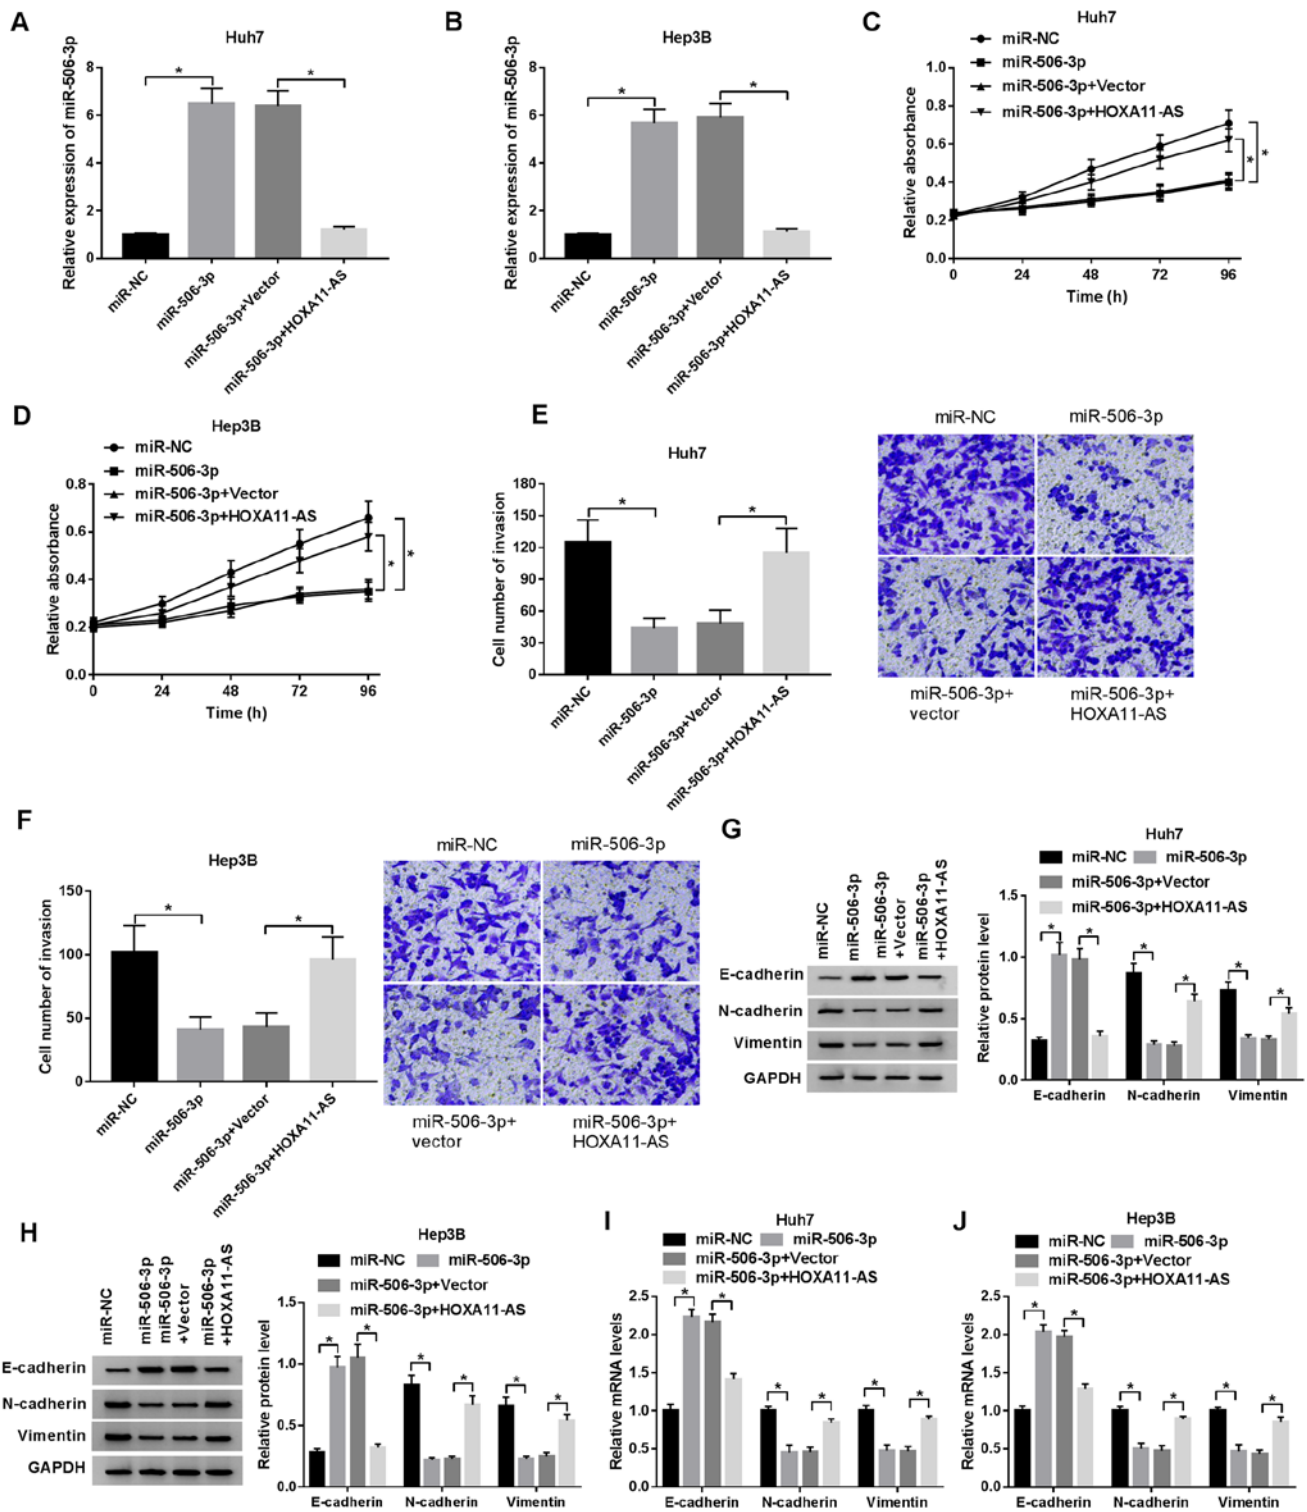 A
Huh7
Relative expression of miR-506-3p
8
6
4
2
0
*
*
miR-NC
miR-506-3p
miR-506-3p+Vector
miR-506-3p+HOXA11-AS
B
Hep3B
Relative expression of miR-506-3p
8
6
4
2
0
*
*
miR-NC
miR-506-3p
miR-506-3p+Vector
miR-506-3p+HOXA11-AS
C
Huh7
miR-NC
miR-506-3p
miR-506-3p+Vector
miR-506-3p+HOXA11-AS
Relative absorbance
1.0
0.8
0.6
0.4
0.2
0.0
*
*
0 24 48 72 96
Time (h)
D
Hep3B
miR-NC
miR-506-3p
miR-506-3p+Vector
miR-506-3p+HOXA11-AS
Relative absorbance
0.8
0.6
0.4
0.2
0.0
*
*
0 24 48 72 96
Time (h)
E
Huh7
Cell number of invasion
180
150
120
90
60
30
0
*
*
miR-NC
miR-506-3p
miR-506-3p+Vector
miR-506-3p+HOXA11-AS
miR-NC
miR-506-3p
miR-506-3p+
vector
miR-506-3p+
HOXA11-AS
F
Hep3B
Cell number of invasion
150
100
50
0
*
*
miR-NC
miR-506-3p
miR-506-3p+Vector
miR-506-3p+HOXA11-AS
miR-NC
miR-506-3p
miR-506-3p+
vector
miR-506-3p+
HOXA11-AS
G
miR-NC
miR-506-3p
miR-506-3p
+Vector
miR-506-3p
+HOXA11-AS
E-cadherin
N-cadherin
Vimentin
GAPDH
Huh7
miR-NC miR-506-3p
miR-506-3p+Vector
miR-506-3p+HOXA11-AS
Relative protein level
1.5
1.0
0.5
0.0
* *
* *
* *
E-cadherin N-cadherin Vimentin
H
miR-NC
miR-506-3p
miR-506-3p
+Vector
miR-506-3p
+HOXA11-AS
E-cadherin
N-cadherin
Vimentin
GAPDH
Hep3B
miR-NC miR-506-3p
miR-506-3p+Vector
miR-506-3p+HOXA11-AS
Relative protein level
1.5
1.0
0.5
0.0
* *
* *
* *
E-cadherin N-cadherin Vimentin
I
Huh7
miR-NC miR-506-3p
miR-506-3p+Vector
miR-506-3p+HOXA11-AS
Relative mRNA levels
2.5
2.0
1.5
1.0
0.5
0.0
* *
* *
* *
E-cadherin N-cadherin Vimentin
J
Hep3B
miR-NC miR-506-3p
miR-506-3p+Vector
miR-506-3p+HOXA11-AS
Relative mRNA levels
2.5
2.0
1.5
1.0
0.5
0.0
* *
* *
* *
E-cadherin N-cadherin Vimentin